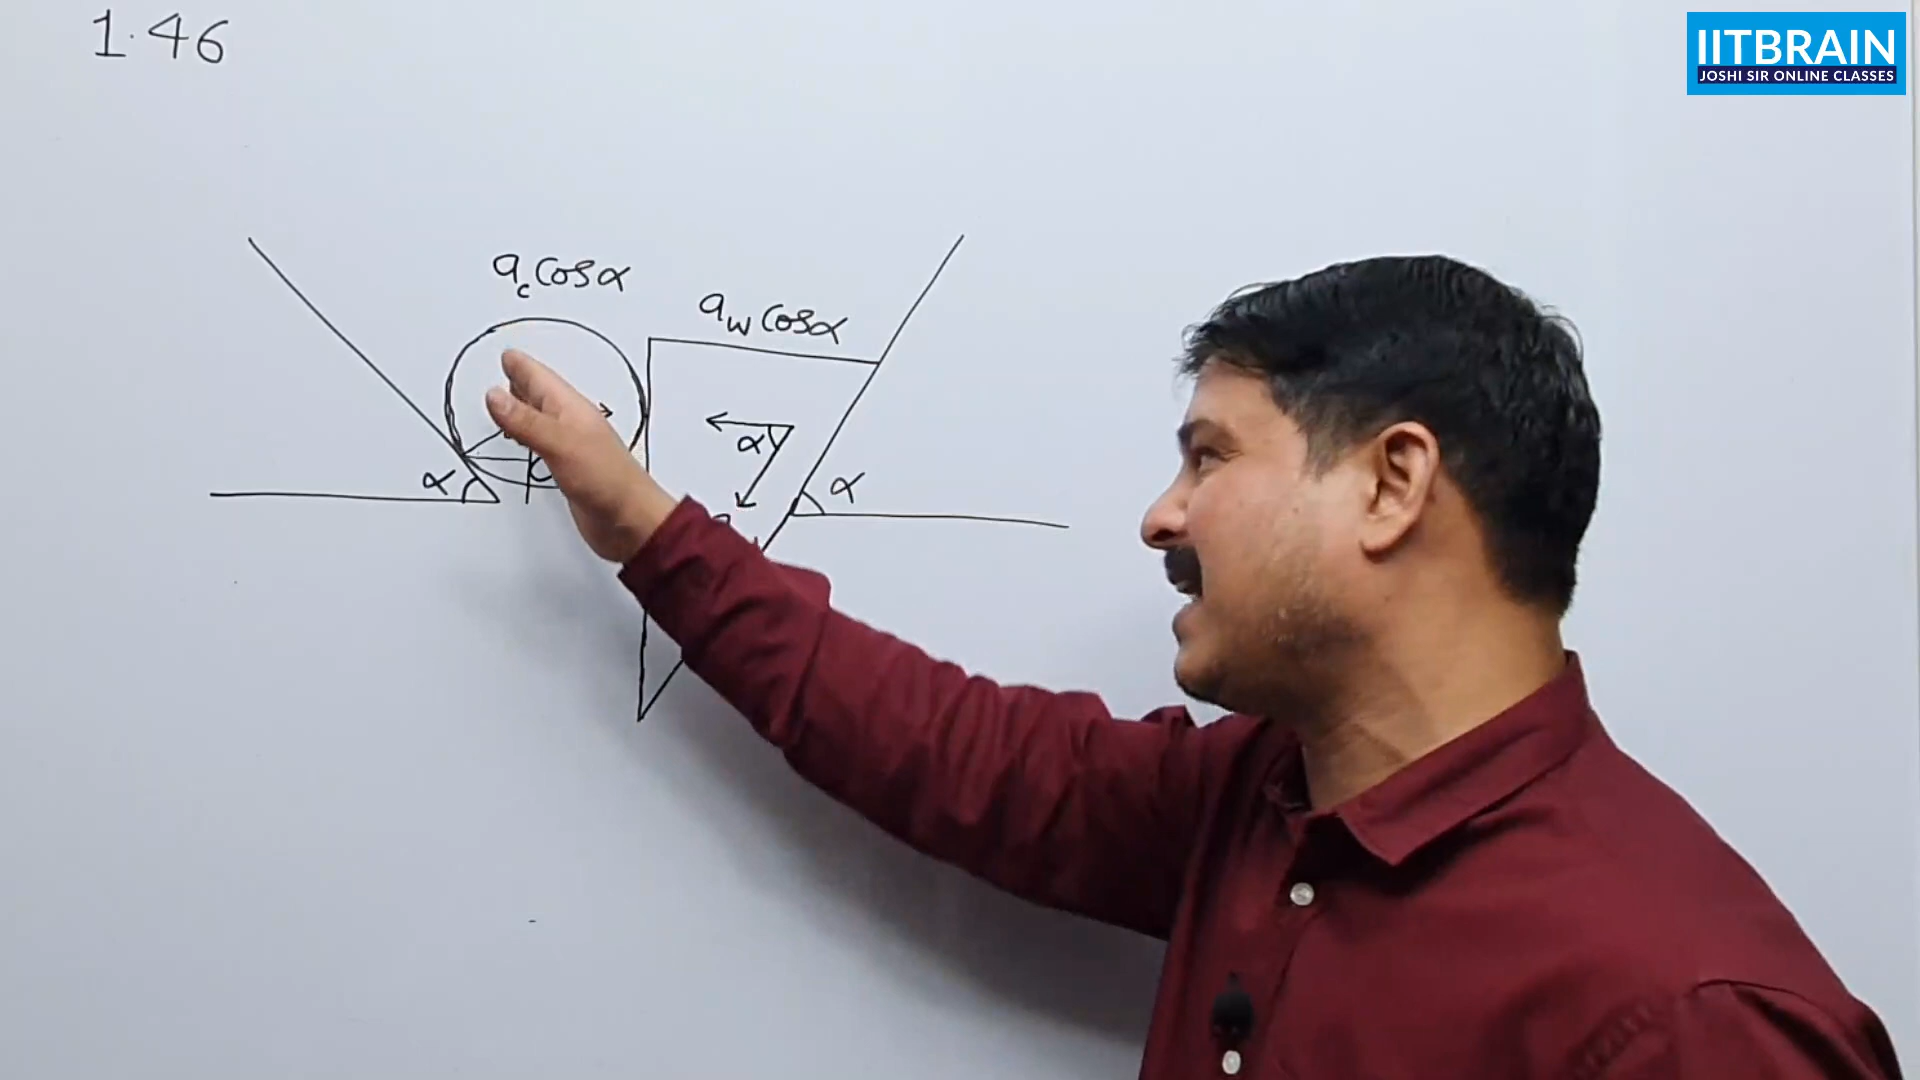 1.46
IITBRAIN
JOSHI SIR ONLINE CLASSES
a_c cosα
a_w cosα
α
α
α